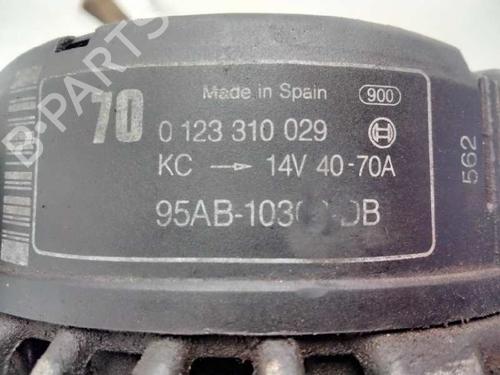 70
Made in Spain 900
0 123 310 029
KC → 14V 40-70A
562
B-PARTS